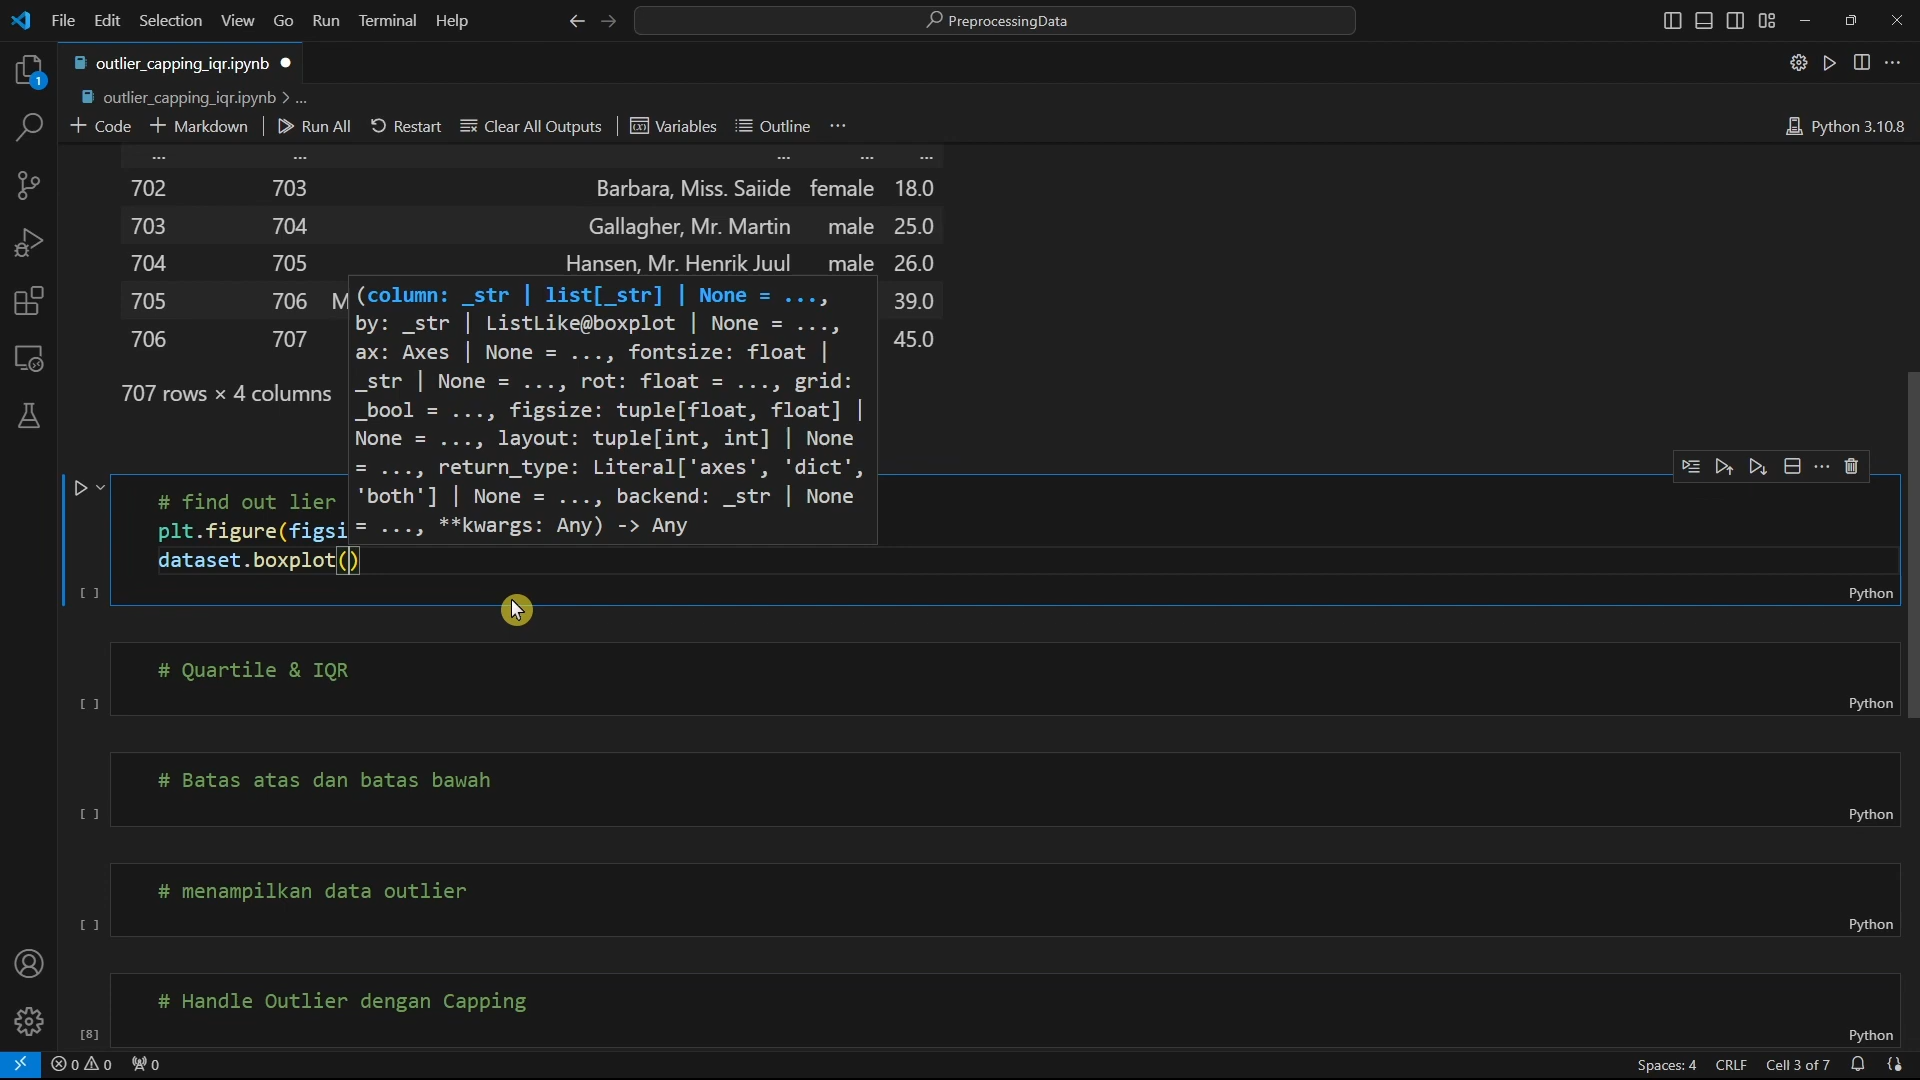 File Edit Selection View Go Run Terminal Help
PreprocessingData
outlier_capping_iqr.ipynb
outlier_capping_iqr.ipynb > ...
Code Markdown Run All Restart Clear All Outputs Variables Outline ...
Python 3.10.8
1
... ... ... ... ...
702 703 Barbara, Miss. Saiide female 18.0
703 704 Gallagher, Mr. Martin male 25.0
704 705 Hansen, Mr. Henrik Juul male 26.0
705 706 M 39.0
706 707 45.0
707 rows × 4 columns
(column: _str | list[_str] | None = ...,
by: _str | ListLike@boxplot | None = ...,
ax: Axes | None = ..., fontsize: float |
_str | None = ..., rot: float = ..., grid:
_bool = ..., figsize: tuple[float, float] |
None = ..., layout: tuple[int, int] | None
= ..., return_type: Literal['axes', 'dict',
'both'] | None = ..., backend: _str | None
= ..., **kwargs: Any) -> Any
# find out lier
plt.figure(figsi
dataset.boxplot()
[ ] Python
# Quartile & IQR
[ ] Python
# Batas atas dan batas bawah
[ ] Python
# menampilkan data outlier
[ ] Python
# Handle Outlier dengan Capping
[8] Python
0 0 0 Spaces: 4 CRLF Cell 3 of 7